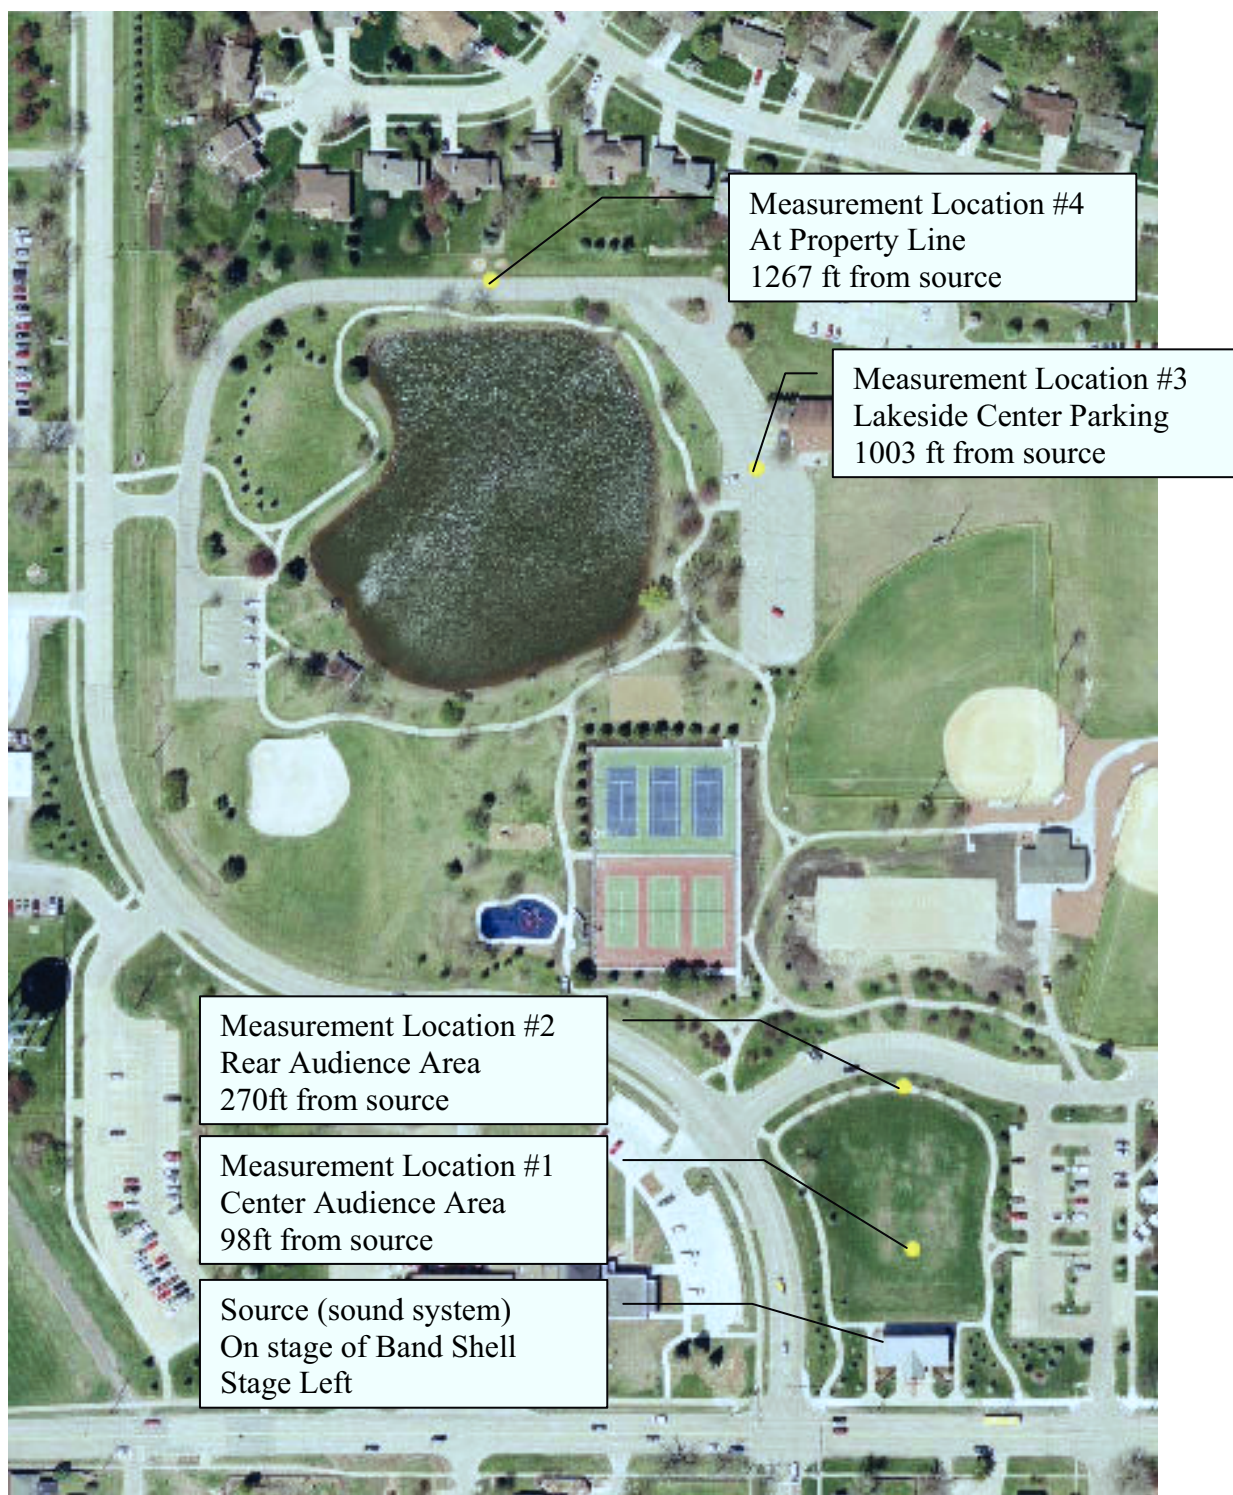 Measurement Location #4
At Property Line
1267 ft from source
Measurement Location #3
Lakeside Center Parking
1003 ft from source
Measurement Location #2
Rear Audience Area
270ft from source
Measurement Location #1
Center Audience Area
98ft from source
Source (sound system)
On stage of Band Shell
Stage Left